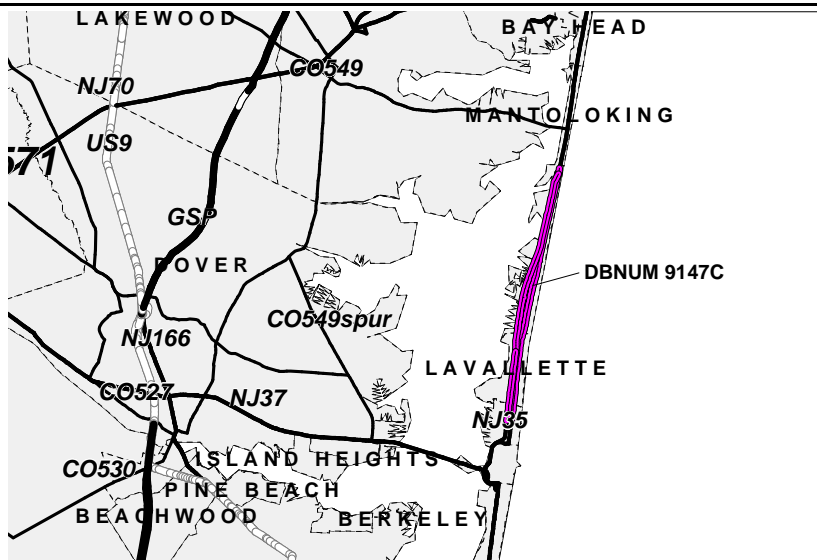 LAKEWOOD
BAY HEAD
CO549
NJ70
MANTOLOKING
US9
571
GSP
DOVER
DBNUM 9147C
CO549spur
NJ166
LAVALLETTE
CO527
NJ37
NJ35
ISLAND HEIGHTS
CO530
PINE BEACH
BEACHWOOD
BERKELEY